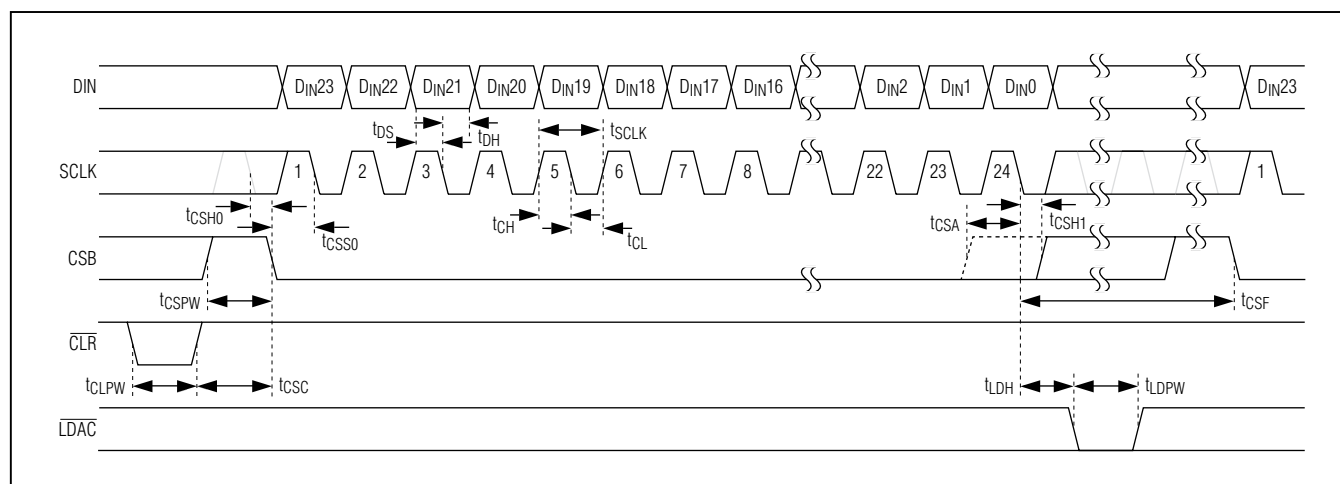 DIN DIN23 DIN22 DIN21 DIN20 DIN19 DIN18 DIN17 DIN16 DIN2 DIN1 DIN0 DIN23
tDS tDH tSCLK
SCLK 1 2 3 4 5 6 7 8 22 23 24 1
tCSH0 tCSS0 tCH tCL tCSA tCSH1
CSB
tCSPW tCSF
CLR
tCLPW tCSC tLDH tLDPW
LDAC